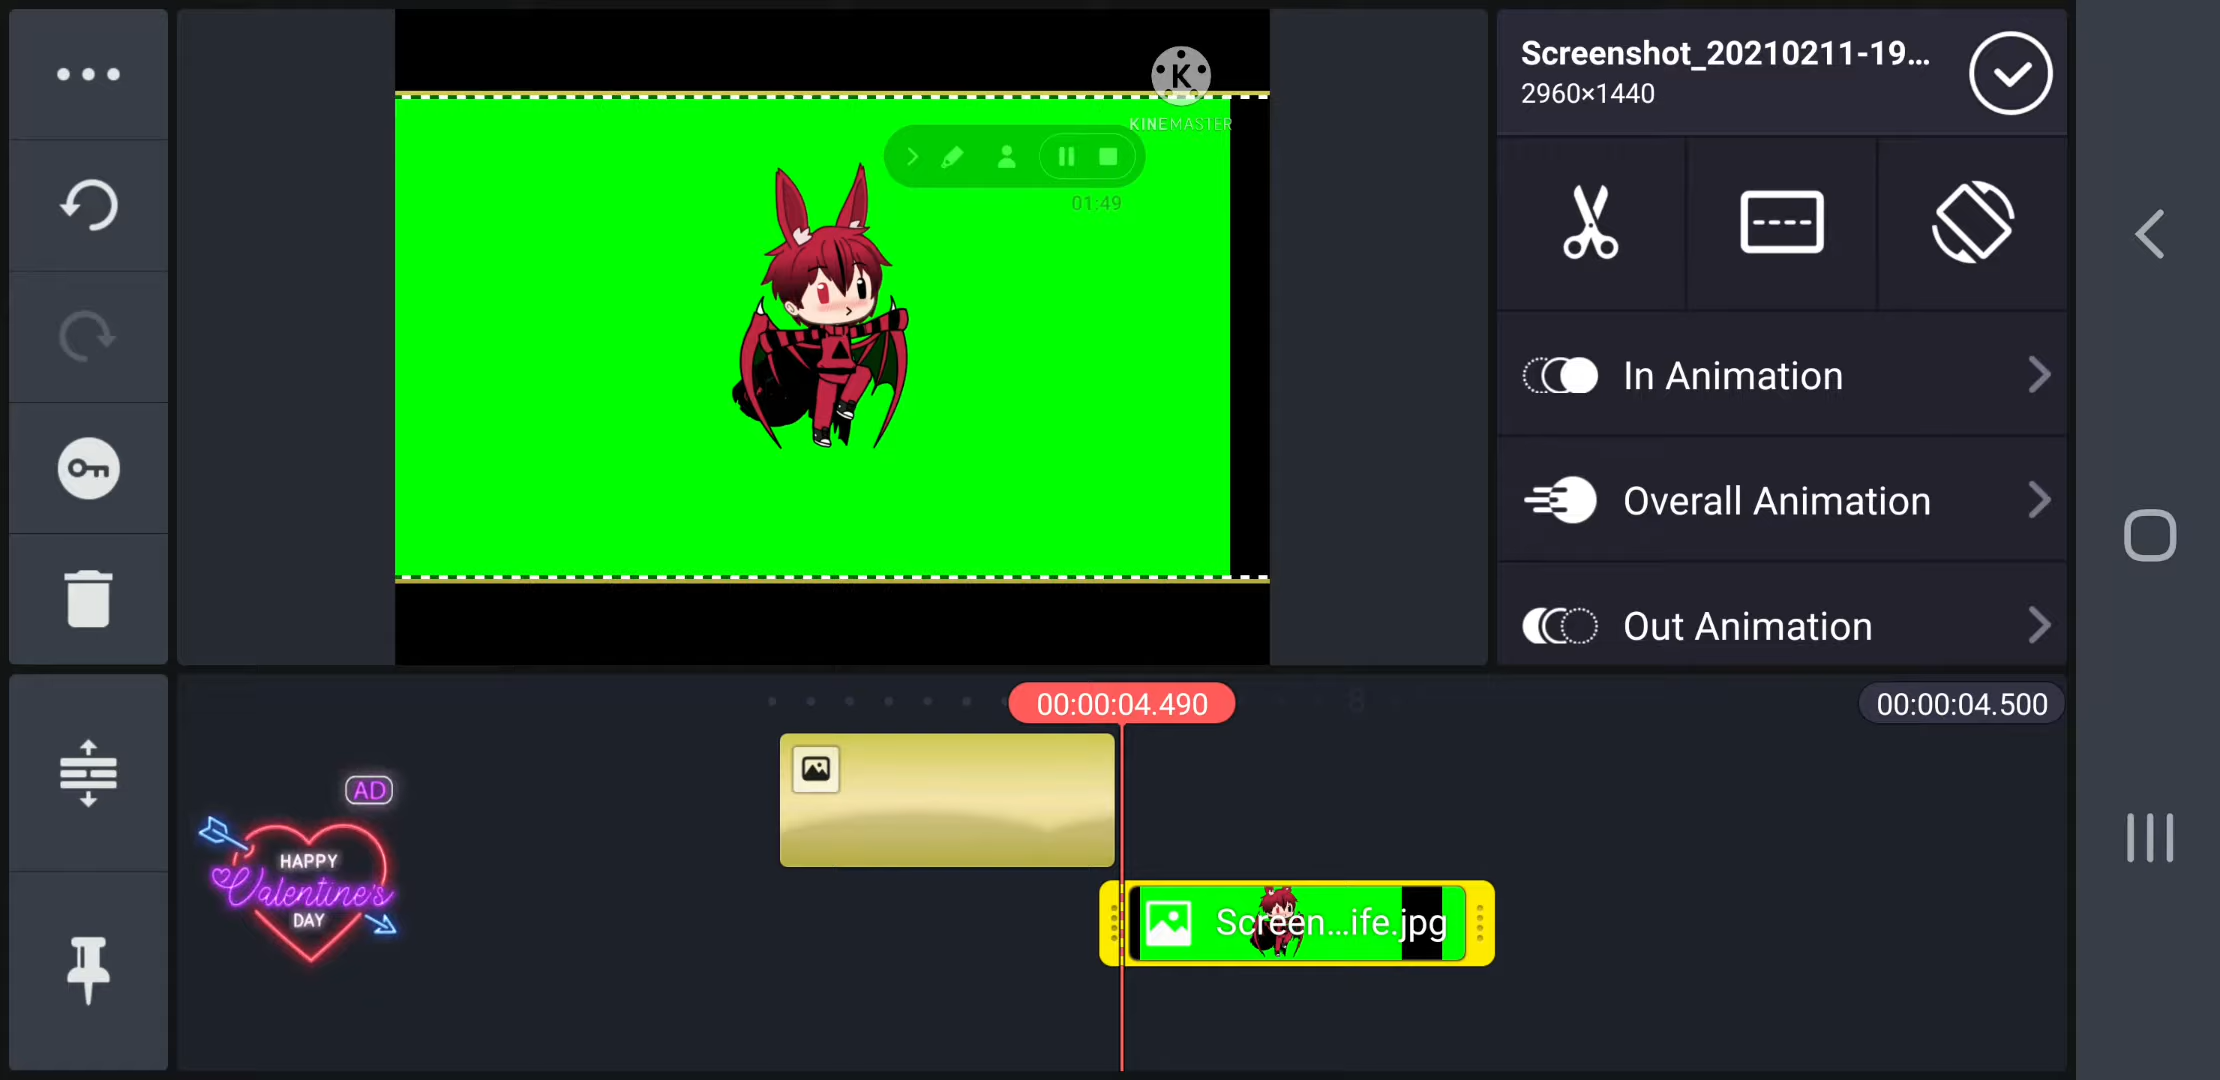 Screenshot_20210211-19...
2960×1440
K
KINEMASTER
01:49
In Animation
Overall Animation
Out Animation
00:00:04.490
8
00:00:04.500
AD
HAPPY
Valentine's
DAY
Screen...ife.jpg